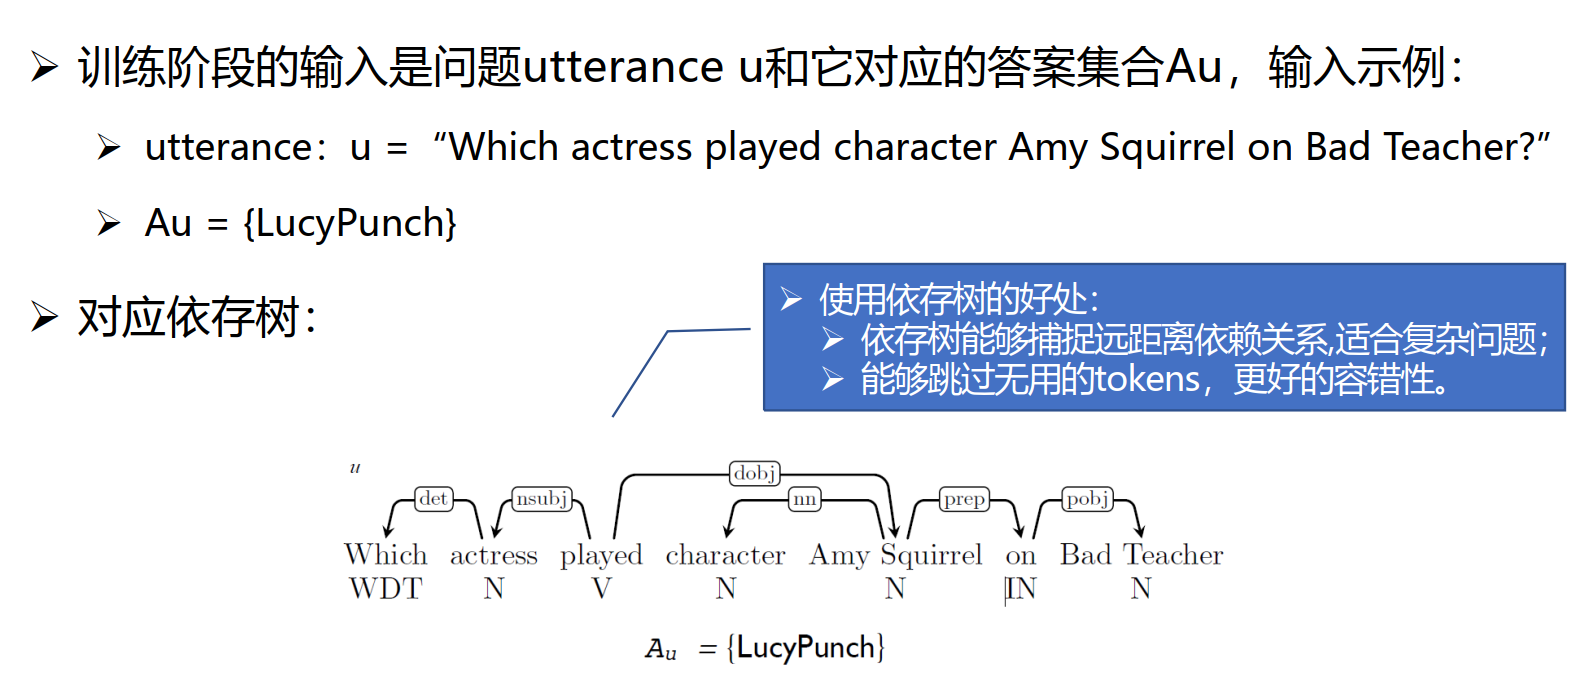 训练阶段的输入是问题utterance u和它对应的答案集合Au，输入示例：
utterance：u = “Which actress played character Amy Squirrel on Bad Teacher?”
Au = {LucyPunch}
对应依存树：
使用依存树的好处：
依存树能够捕捉远距离依赖关系,适合复杂问题；
能够跳过无用的tokens，更好的容错性。
u
dobj
det nsubj nn prep pobj
Which actress played character Amy Squirrel on Bad Teacher
WDT N V N N IN N
Au = {LucyPunch}